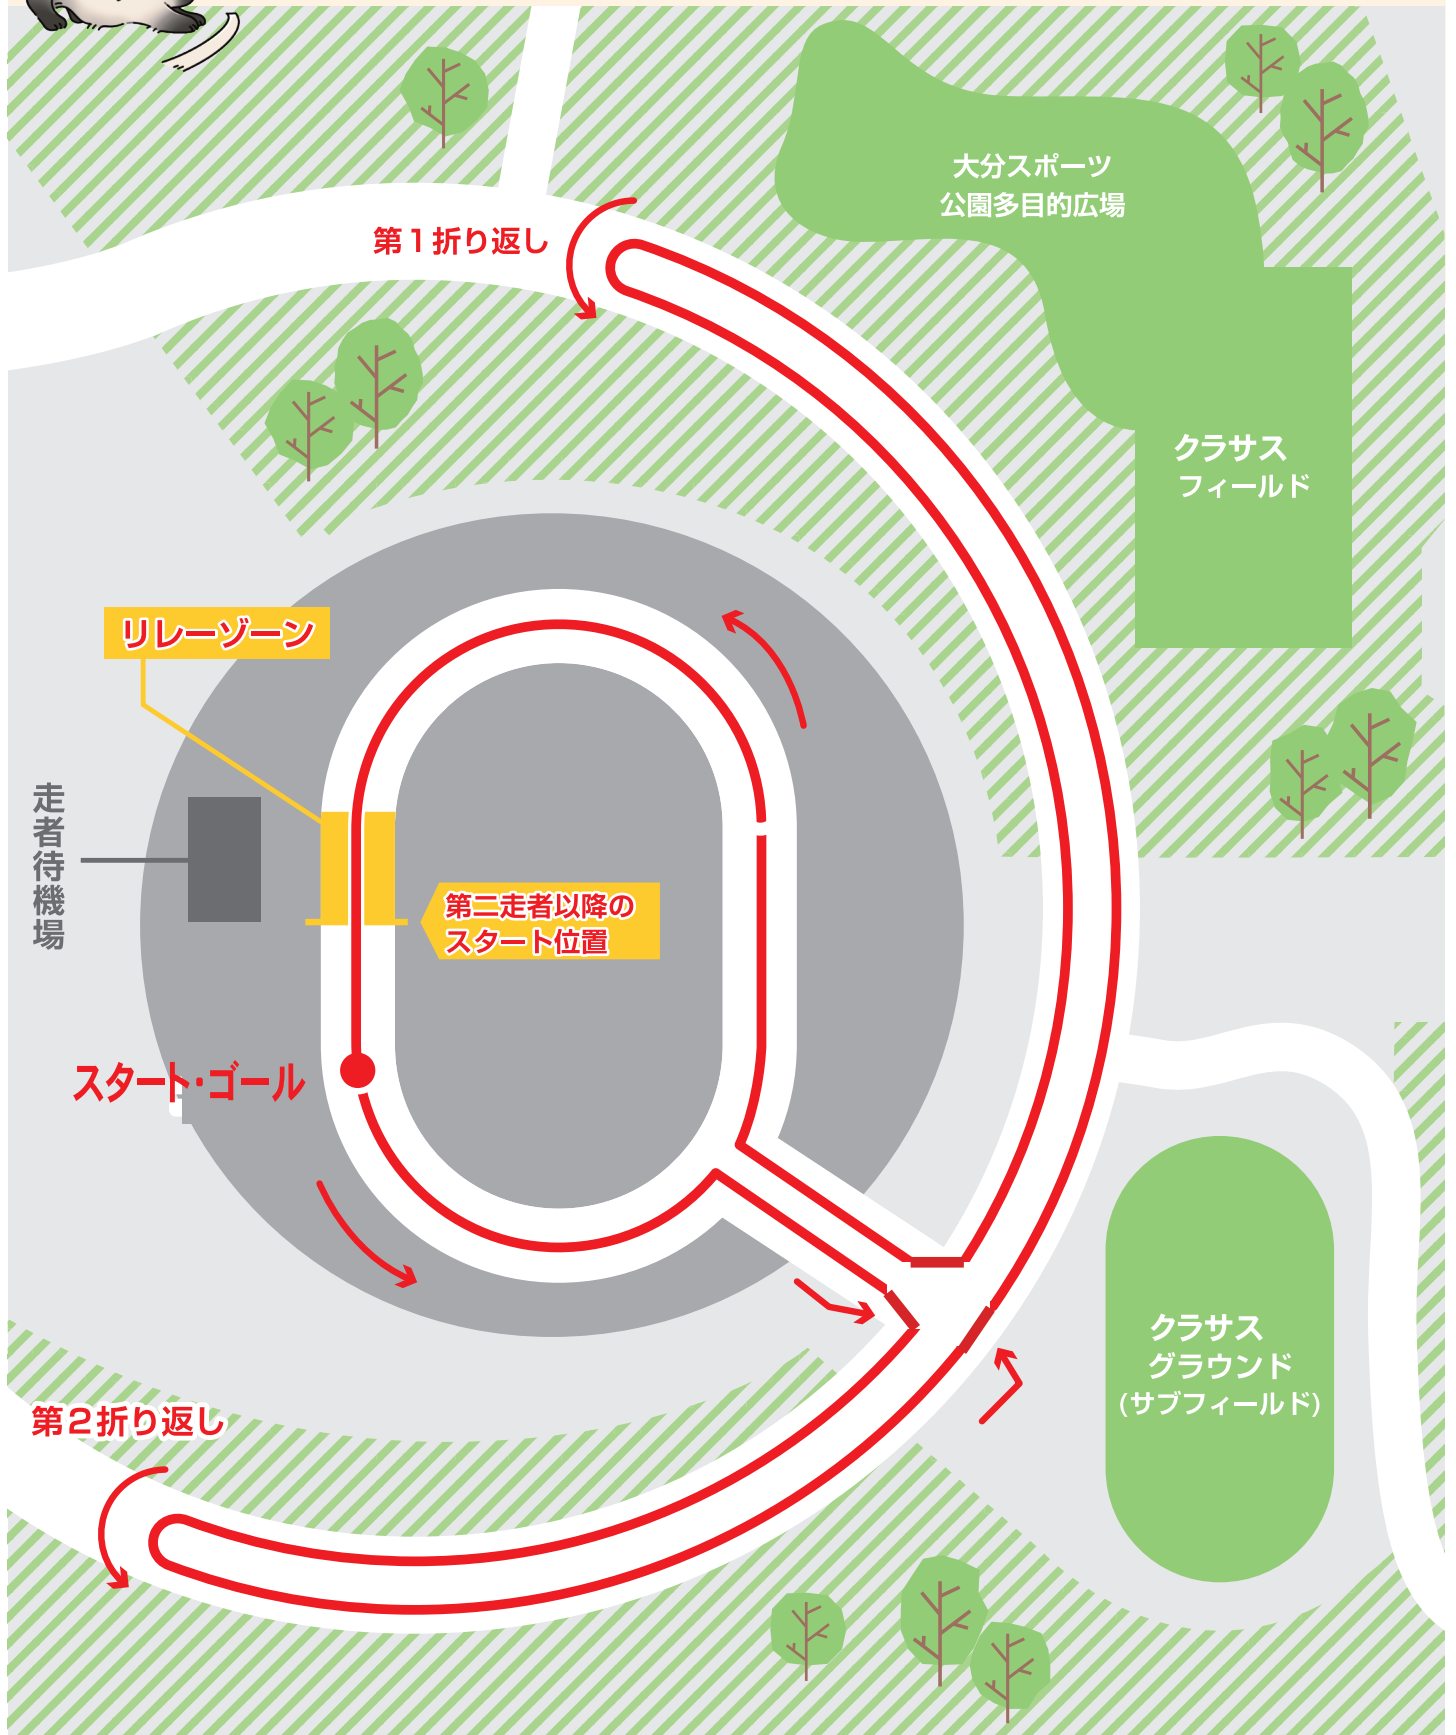 大分スポーツ
公園多目的広場
第１折り返し
クラサス
フィールド
リレーゾーン
走者待機場
第二走者以降の
スタート位置
スタート・ゴール
クラサス
グラウンド
(サブフィールド)
第２折り返し